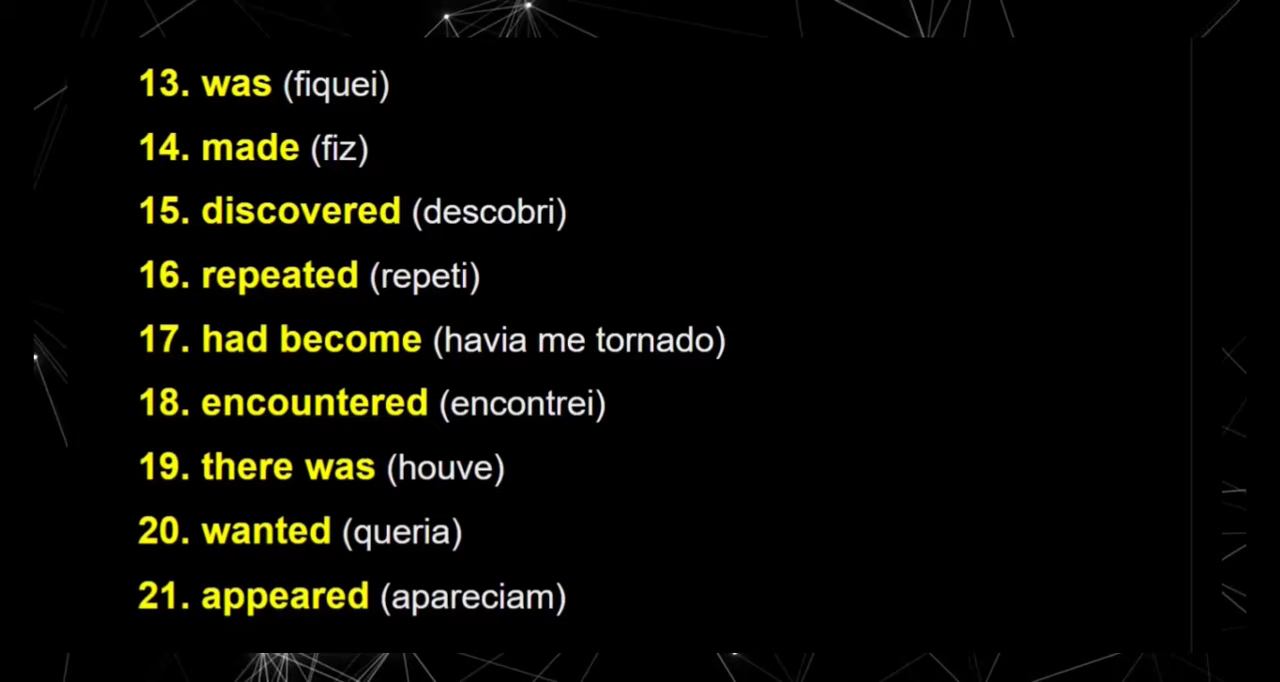 13. was (fiquei)
14. made (fiz)
15. discovered (descobri)
16. repeated (repeti)
17. had become (havia me tornado)
18. encountered (encontrei)
19. there was (houve)
20. wanted (queria)
21. appeared (apareciam)